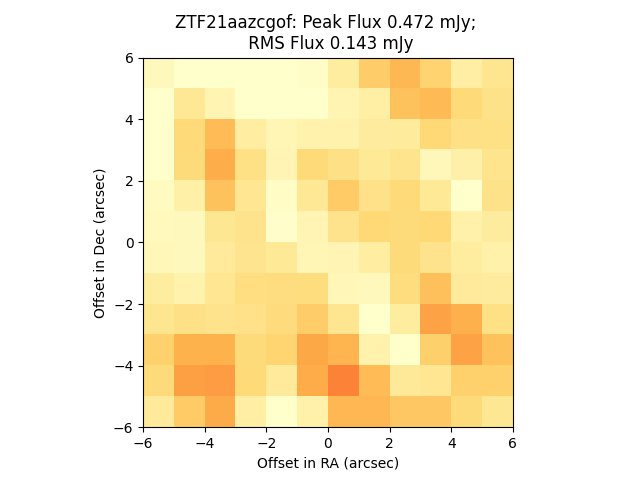 ZTF21aazcgof: Peak Flux 0.472 mJy;
RMS Flux 0.143 mJy
6
4
2
0
−2
−4
−6
Offset in Dec (arcsec)
−6 −4 −2 0 2 4 6
Offset in RA (arcsec)